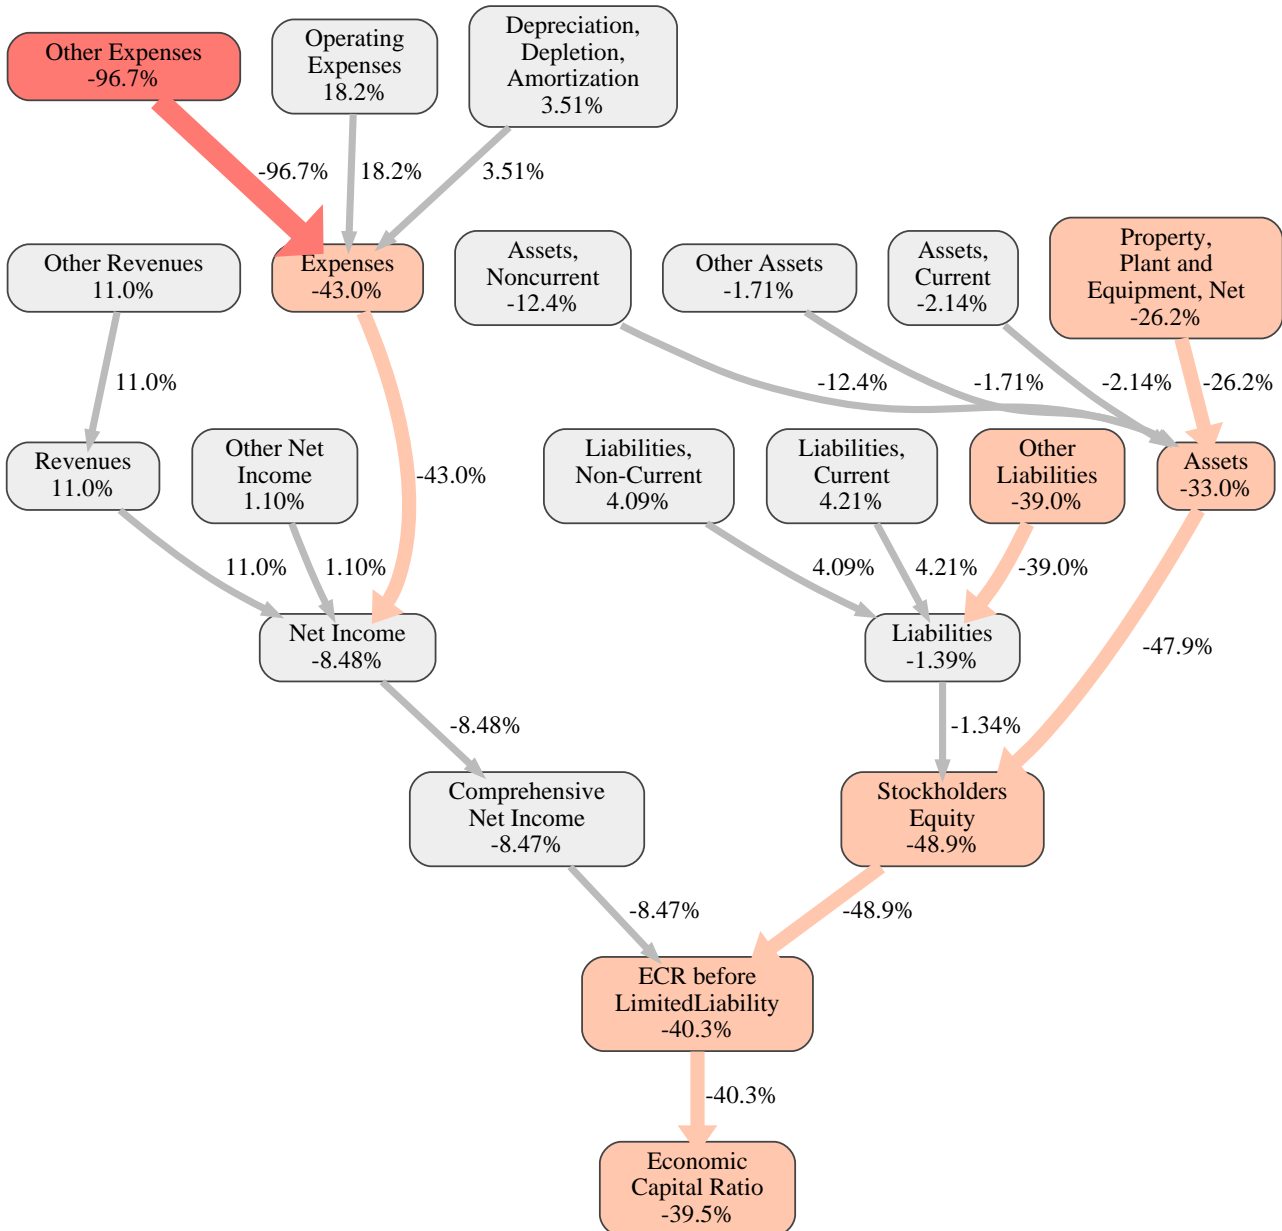 Other Expenses
-96.7%
Operating
Expenses
18.2%
Depreciation,
Depletion,
Amortization
3.51%
-96.7%
18.2%
3.51%
Other Revenues
11.0%
Expenses
-43.0%
Assets,
Noncurrent
-12.4%
Other Assets
-1.71%
Assets,
Current
-2.14%
Property,
Plant and
Equipment, Net
-26.2%
11.0%
-12.4%
-1.71%
-2.14%
-26.2%
Revenues
11.0%
Other Net
Income
1.10%
-43.0%
Liabilities,
Non-Current
4.09%
Liabilities,
Current
4.21%
Other
Liabilities
-39.0%
Assets
-33.0%
11.0%
1.10%
4.09%
4.21%
-39.0%
Net Income
-8.48%
Liabilities
-1.39%
-47.9%
-8.48%
-1.34%
Comprehensive
Net Income
-8.47%
Stockholders
Equity
-48.9%
-8.47%
-48.9%
ECR before
LimitedLiability
-40.3%
-40.3%
Economic
Capital Ratio
-39.5%